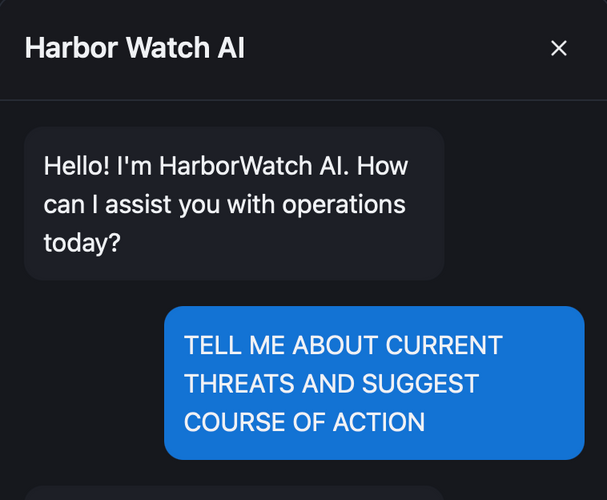 Harbor Watch AI
Hello! I'm HarborWatch AI. How
can I assist you with operations
today?
TELL ME ABOUT CURRENT
THREATS AND SUGGEST
COURSE OF ACTION